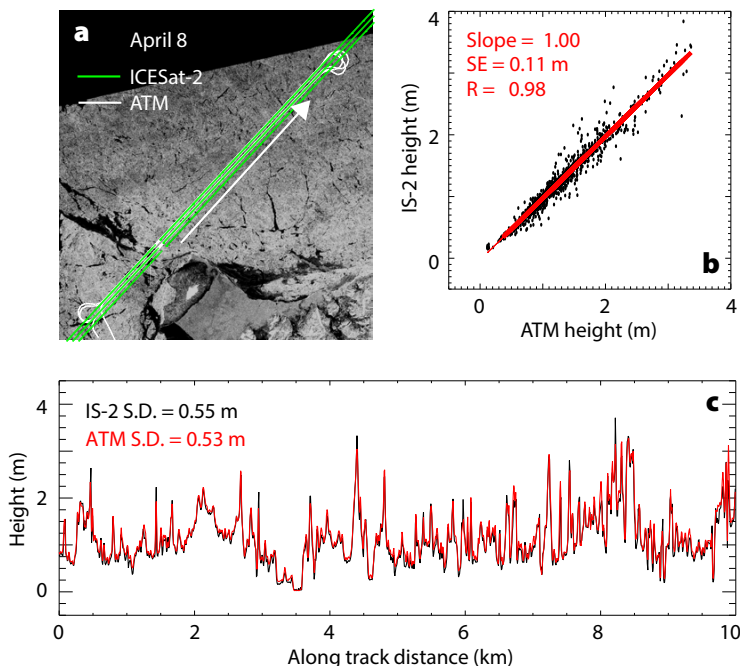 a
April 8
ICESat-2
ATM
4
2
0
IS-2 height (m)
Slope = 1.00
SE = 0.11 m
R = 0.98
b
0
2
4
ATM height (m)
c
IS-2 S.D. = 0.55 m
ATM S.D. = 0.53 m
4
2
0
Height (m)
0
2
4
6
8
10
Along track distance (km)